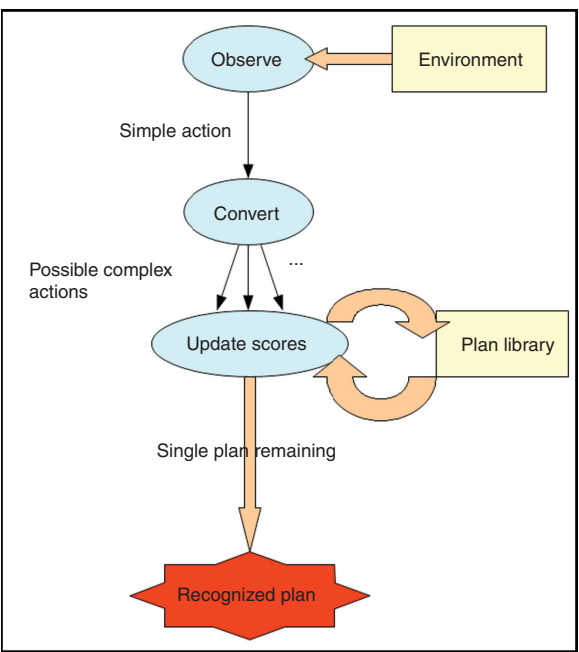 Observe
Environment
Simple action
Convert
...
Possible complex
actions
Update scores
Plan library
Single plan remaining
Recognized plan